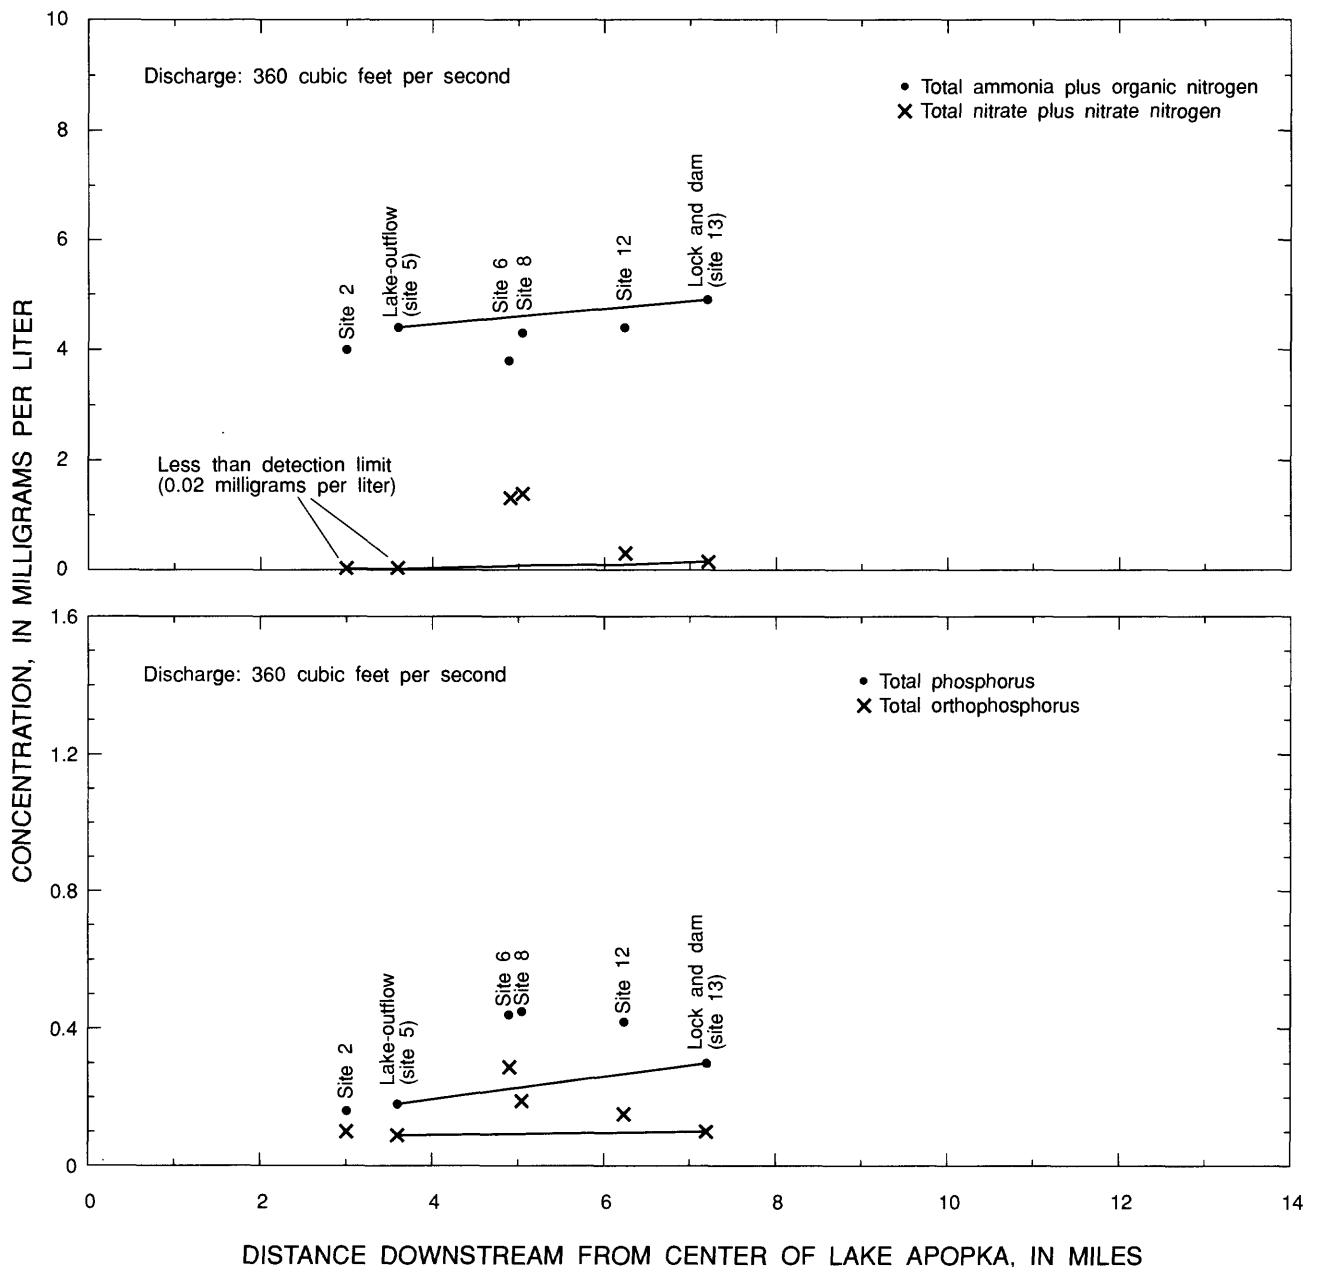 CONCENTRATION, IN MILLIGRAMS PER LITER
10
8
6
4
2
0
Discharge: 360 cubic feet per second
Total ammonia plus organic nitrogen
Total nitrate plus nitrate nitrogen
Site 2
Lake-outflow
(site 5)
Site 6
Site 8
Site 12
Lock and dam
(site 13)
Less than detection limit
(0.02 milligrams per liter)
1.6
1.2
0.8
0.4
0
Discharge: 360 cubic feet per second
Total phosphorus
Total orthophosphorus
Site 2
Lake-outflow
(site 5)
Site 6
Site 8
Site 12
Lock and dam
(site 13)
0 2 4 6 8 10 12 14
DISTANCE DOWNSTREAM FROM CENTER OF LAKE APOPKA, IN MILES